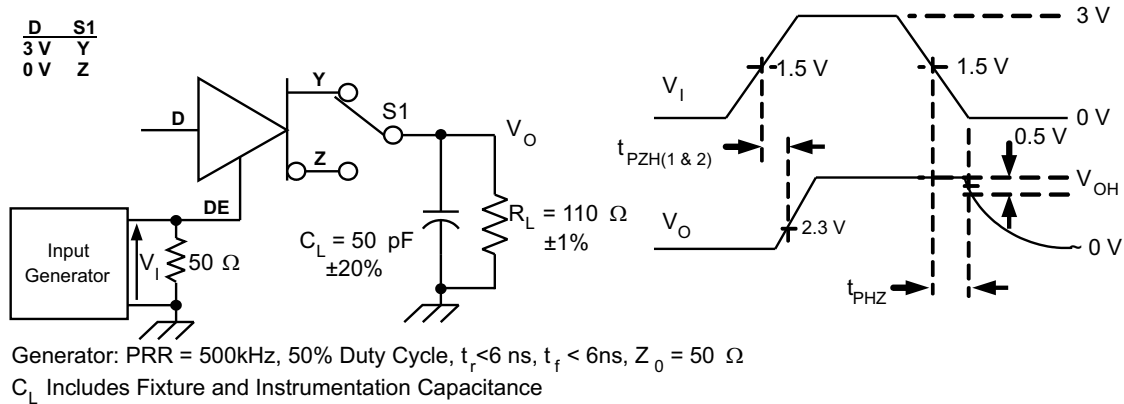 D S1
3 V Y
0 V Z
D
Y
Z
S1
V_O
DE
Input
Generator
V_I
50 Ω
C_L = 50 pF
±20%
R_L = 110 Ω
±1%
V_I
1.5 V
1.5 V
3 V
0 V
0.5 V
t_PZH(1 & 2)
V_OH
V_O
2.3 V
~ 0 V
t_PHZ
Generator: PRR = 500kHz, 50% Duty Cycle, t_r<6 ns, t_f < 6ns, Z_0 = 50 Ω
C_L Includes Fixture and Instrumentation Capacitance